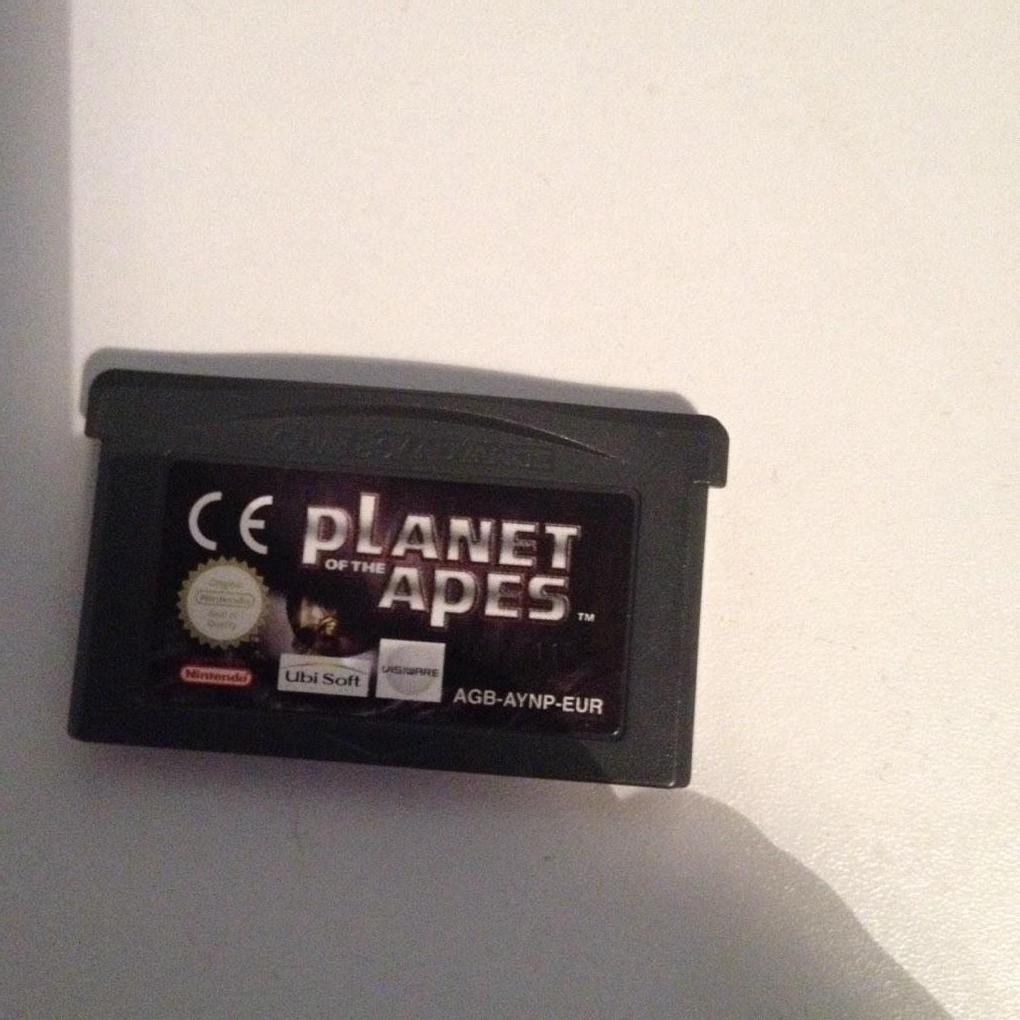 GAME BOY ADVANCE
CE
PLANET
OF THE
APES
TM
Original
Nintendo
Seal of
Quality
Nintendo
Ubi Soft
VISIWARE
AGB-AYNP-EUR